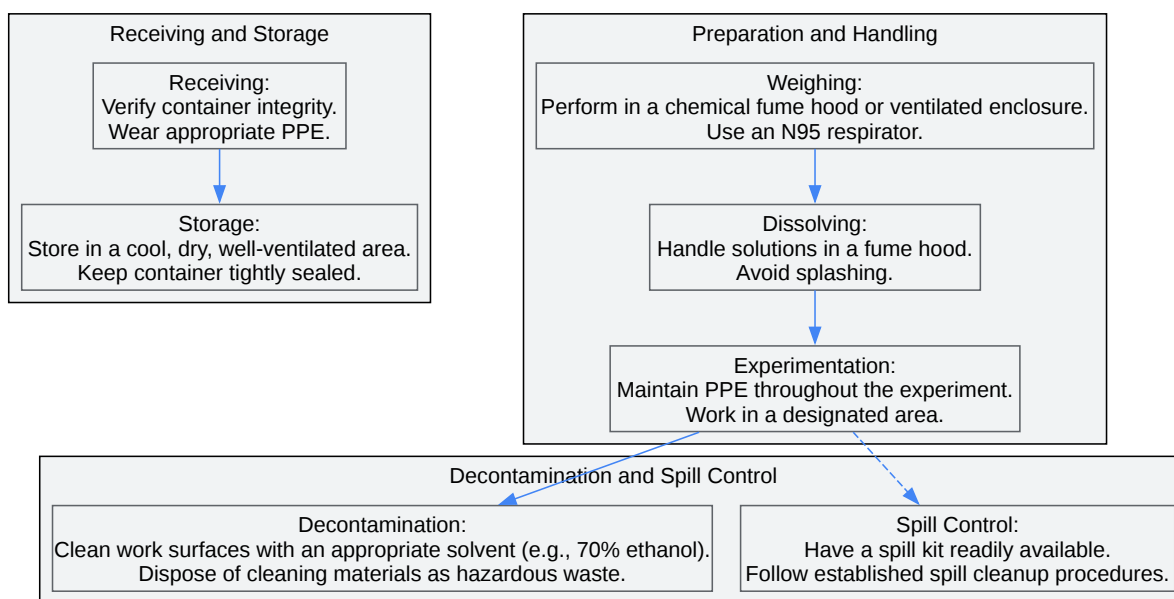 Receiving and Storage
Receiving:
Verify container integrity.
Wear appropriate PPE.
Storage:
Store in a cool, dry, well-ventilated area.
Keep container tightly sealed.
Preparation and Handling
Weighing:
Perform in a chemical fume hood or ventilated enclosure.
Use an N95 respirator.
Dissolving:
Handle solutions in a fume hood.
Avoid splashing.
Experimentation:
Maintain PPE throughout the experiment.
Work in a designated area.
Decontamination and Spill Control
Decontamination:
Clean work surfaces with an appropriate solvent (e.g., 70% ethanol).
Dispose of cleaning materials as hazardous waste.
Spill Control:
Have a spill kit readily available.
Follow established spill cleanup procedures.